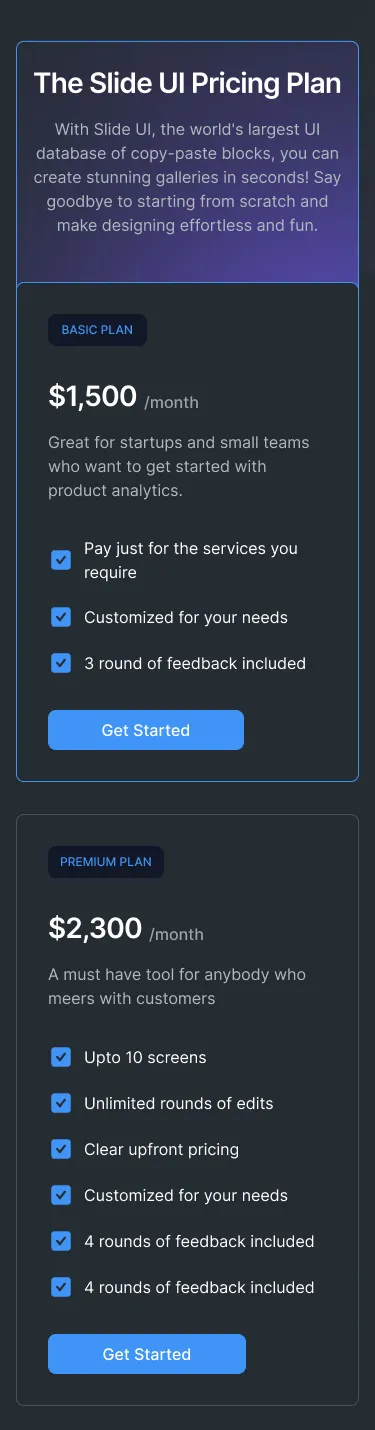 The Slide UI Pricing Plan
With Slide UI, the world's largest UI
database of copy-paste blocks, you can
create stunning galleries in seconds! Say
goodbye to starting from scratch and
make designing effortless and fun.
BASIC PLAN
$1,500 /month
Great for startups and small teams
who want to get started with
product analytics.
Pay just for the services you
require
Customized for your needs
3 round of feedback included
Get Started
PREMIUM PLAN
$2,300 /month
A must have tool for anybody who
meers with customers
Upto 10 screens
Unlimited rounds of edits
Clear upfront pricing
Customized for your needs
4 rounds of feedback included
4 rounds of feedback included
Get Started